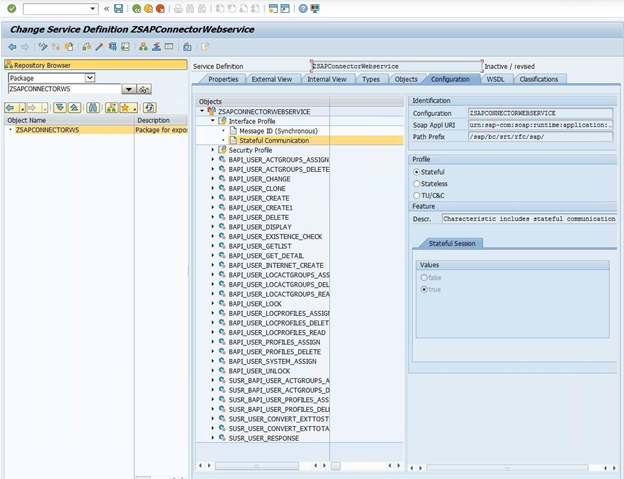 Change Service Definition ZSAPConnectorWebservice
Repository Browser
Package
ZSAPCONNECTORWS
Object Name
Description
ZSAPCONNECTORWS
Package for expo
Service Definition
ZSAPConnectorWebservice
Inactive / revised
Properties
External View
Internal View
Types
Objects
Configuration
WSDL
Classifications
Objects
ZSAPCONNECTORWEBSERVICE
Interface Profile
Message ID (Synchronous)
Stateful Communication
Security Profile
BAPI_USER_ACTGROUPS_ASSIGN
BAPI_USER_ACTGROUPS_DELETE
BAPI_USER_CHANGE
BAPI_USER_CLONE
BAPI_USER_CREATE
BAPI_USER_CREATE1
BAPI_USER_DELETE
BAPI_USER_DISPLAY
BAPI_USER_EXISTENCE_CHECK
BAPI_USER_GETLIST
BAPI_USER_GET_DETAIL
BAPI_USER_INTERNET_CREATE
BAPI_USER_LOCACTGROUPS_ASS
BAPI_USER_LOCACTGROUPS_DEL
BAPI_USER_LOCACTGROUPS_REA
BAPI_USER_LOCK
BAPI_USER_LOCPROFILES_ASSIG
BAPI_USER_LOCPROFILES_DELET
BAPI_USER_LOCPROFILES_READ
BAPI_USER_PROFILES_ASSIGN
BAPI_USER_PROFILES_DELETE
BAPI_USER_SYSTEM_ASSIGN
BAPI_USER_UNLOCK
SUSR_BAPI_USER_ACTGROUPS_A
SUSR_BAPI_USER_ACTGROUPS_D
SUSR_BAPI_USER_PROFILES_ASS
SUSR_BAPI_USER_PROFILES_DEL
SUSR_USER_CONVERT_EXTTOST
SUSR_USER_CONVERT_EXTTOTA
SUSR_USER_RESPONSE
Identification
Configuration
ZSAPCONNECTORWEBSERVICE
Soap Appl URI
urn:sap-com:soap:runtime:application:
Path Prefix
/sap/bc/srt/rfc/sap/
Profile
Stateful
Stateless
TU/C&C
Feature
Descr.
Characteristic includes stateful communication
Stateful Session
Values
false
true